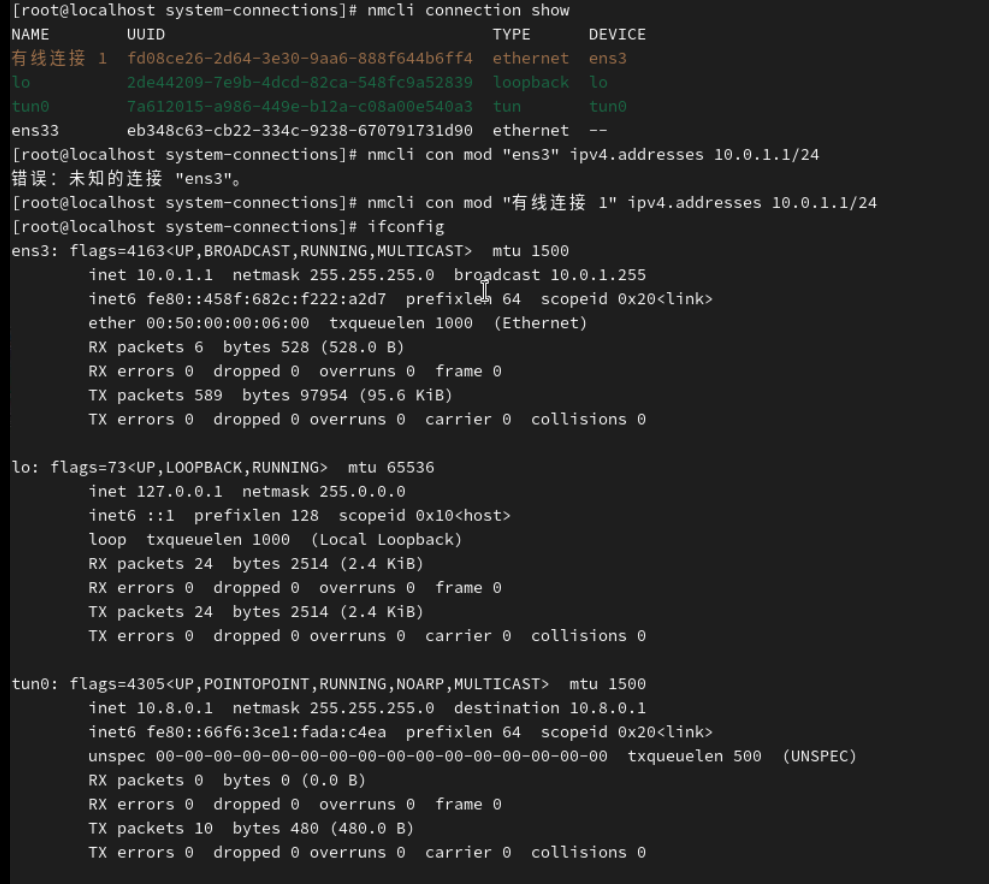 [root@localhost system-connections]# nmcli connection show
NAME        UUID                                  TYPE      DEVICE
有线连接 1  fd08ce26-2d64-3e30-9aa6-888f644b6ff4  ethernet  ens3
lo          2de44209-7e9b-4dcd-82ca-548fc9a52839  loopback  lo
tun0        7a612015-a986-449e-b12a-c08a00e540a3  tun       tun0
ens33       eb348c63-cb22-334c-9238-670791731d90  ethernet  --
[root@localhost system-connections]# nmcli con mod "ens3" ipv4.addresses 10.0.1.1/24
错误：未知的连接 "ens3"。
[root@localhost system-connections]# nmcli con mod "有线连接 1" ipv4.addresses 10.0.1.1/24
[root@localhost system-connections]# ifconfig
ens3: flags=4163<UP,BROADCAST,RUNNING,MULTICAST>  mtu 1500
        inet 10.0.1.1  netmask 255.255.255.0  broadcast 10.0.1.255
        inet6 fe80::458f:682c:f222:a2d7  prefixlen 64  scopeid 0x20<link>
        ether 00:50:00:00:06:00  txqueuelen 1000  (Ethernet)
        RX packets 6  bytes 528 (528.0 B)
        RX errors 0  dropped 0  overruns 0  frame 0
        TX packets 589  bytes 97954 (95.6 KiB)
        TX errors 0  dropped 0 overruns 0  carrier 0  collisions 0

lo: flags=73<UP,LOOPBACK,RUNNING>  mtu 65536
        inet 127.0.0.1  netmask 255.0.0.0
        inet6 ::1  prefixlen 128  scopeid 0x10<host>
        loop  txqueuelen 1000  (Local Loopback)
        RX packets 24  bytes 2514 (2.4 KiB)
        RX errors 0  dropped 0  overruns 0  frame 0
        TX packets 24  bytes 2514 (2.4 KiB)
        TX errors 0  dropped 0 overruns 0  carrier 0  collisions 0

tun0: flags=4305<UP,POINTOPOINT,RUNNING,NOARP,MULTICAST>  mtu 1500
        inet 10.8.0.1  netmask 255.255.255.0  destination 10.8.0.1
        inet6 fe80::66f6:3ce1:fada:c4ea  prefixlen 64  scopeid 0x20<link>
        unspec 00-00-00-00-00-00-00-00-00-00-00-00-00-00-00-00  txqueuelen 500  (UNSPEC)
        RX packets 0  bytes 0 (0.0 B)
        RX errors 0  dropped 0  overruns 0  frame 0
        TX packets 10  bytes 480 (480.0 B)
        TX errors 0  dropped 0 overruns 0  carrier 0  collisions 0